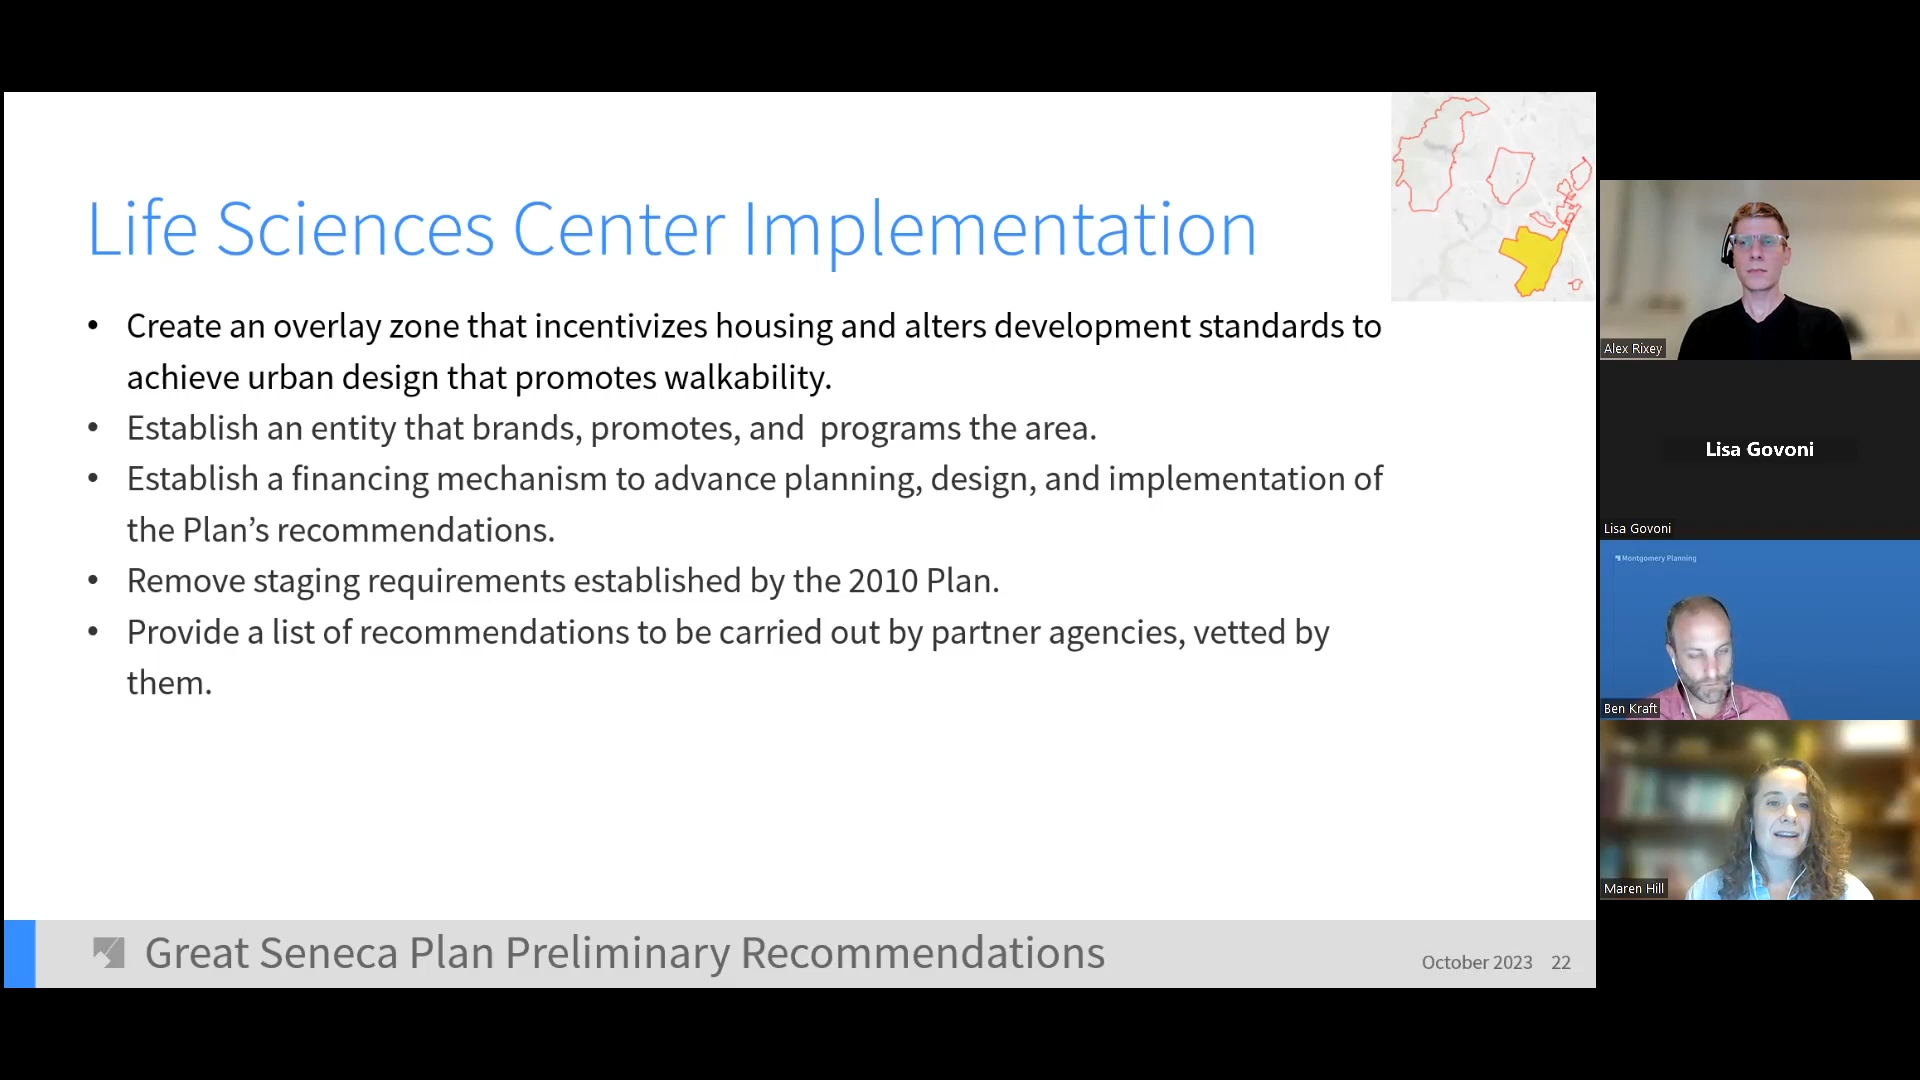 Life Sciences Center Implementation
• Create an overlay zone that incentivizes housing and alters development standards to
achieve urban design that promotes walkability.
• Establish an entity that brands, promotes, and  programs the area.
• Establish a financing mechanism to advance planning, design, and implementation of
the Plan’s recommendations.
• Remove staging requirements established by the 2010 Plan.
• Provide a list of recommendations to be carried out by partner agencies, vetted by
them.
Great Seneca Plan Preliminary Recommendations
October 2023 22
Alex Rixey
Lisa Govoni
Lisa Govoni
Montgomery Planning
Ben Kraft
Maren Hill